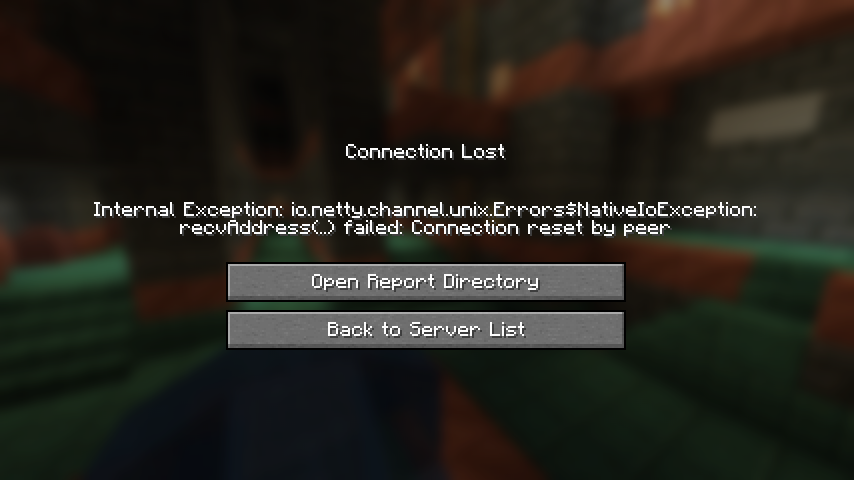 Connection Lost
Internal Exception: io.netty.channel.unix.Errors$NativeIoException:
recvAddress(..) failed: Connection reset by peer
Open Report Directory
Back to Server List